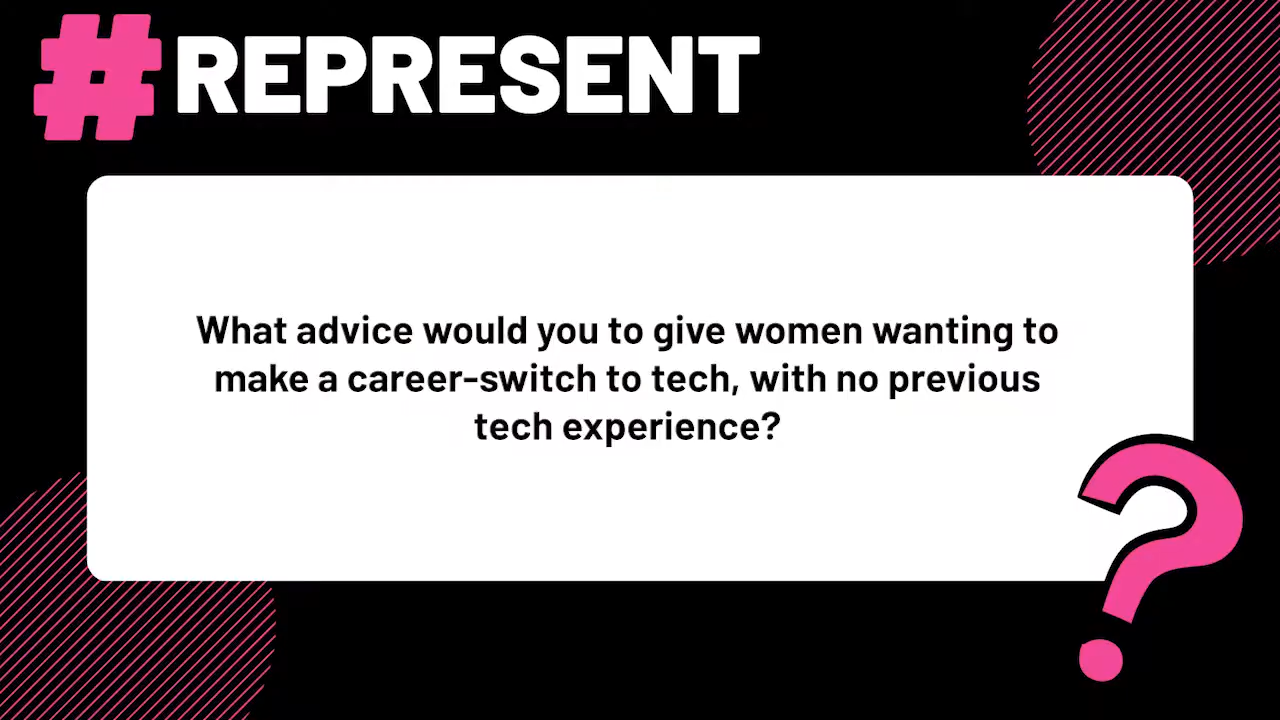 #REPRESENT
What advice would you to give women wanting to
make a career-switch to tech, with no previous
tech experience?
?